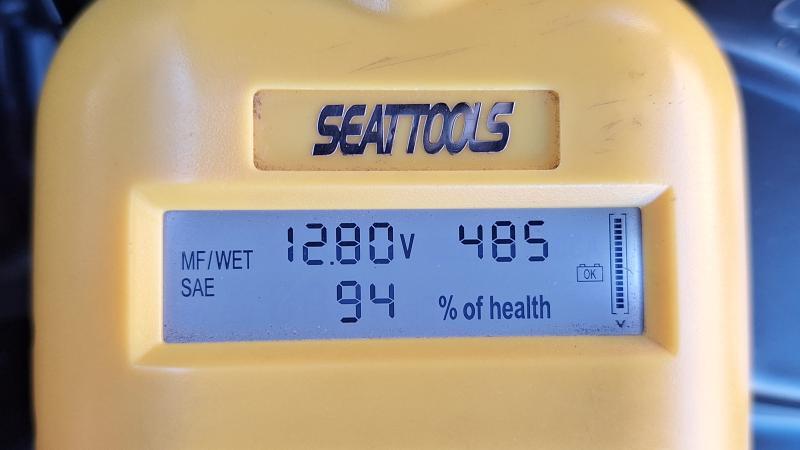 SEATTOOLS
MF/WET 12.80V 485
SAE 94 % of health
OK
V